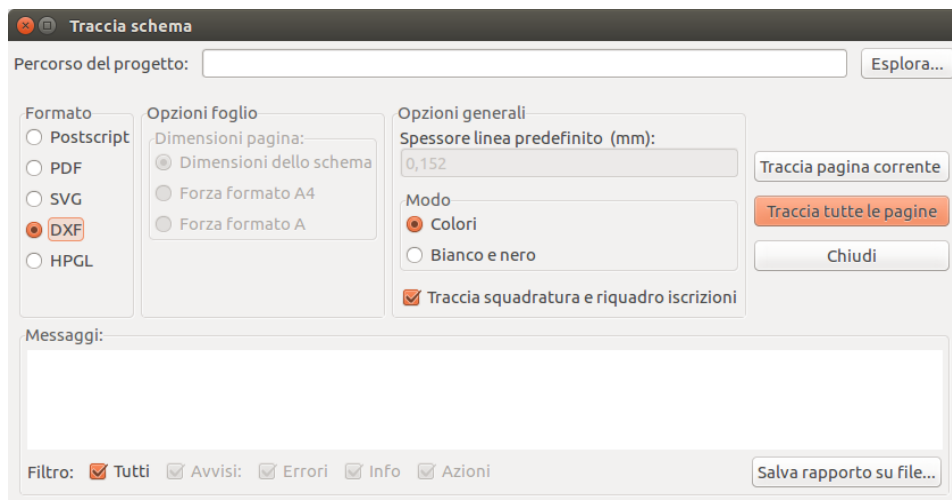 Traccia schema
Percorso del progetto:
Esplora...
Formato
Postscript
PDF
SVG
DXF
HPGL
Opzioni foglio
Dimensioni pagina:
Dimensioni dello schema
Forza formato A4
Forza formato A
Opzioni generali
Spessore linea predefinito (mm):
0,152
Modo
Colori
Bianco e nero
Traccia squadratura e riquadro iscrizioni
Traccia pagina corrente
Traccia tutte le pagine
Chiudi
Messaggi:
Filtro: Tutti Avvisi: Errori Info Azioni
Salva rapporto su file...